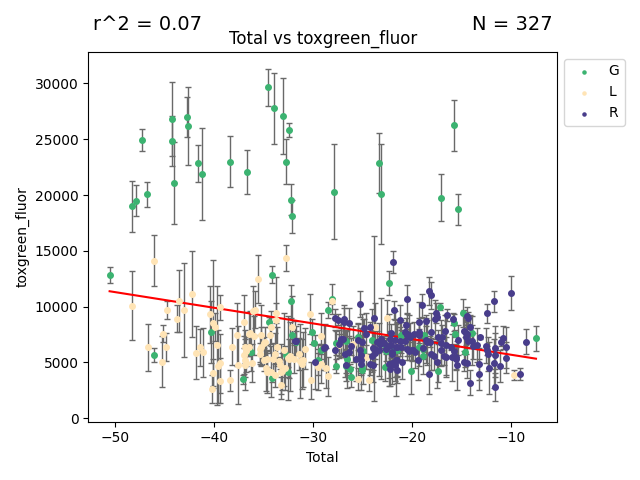 r^2 = 0.07 N = 327
Total vs toxgreen_fluor
30000
25000
20000
15000
10000
5000
0
toxgreen_fluor
−50 −40 −30 −20 −10
Total
G
L
R